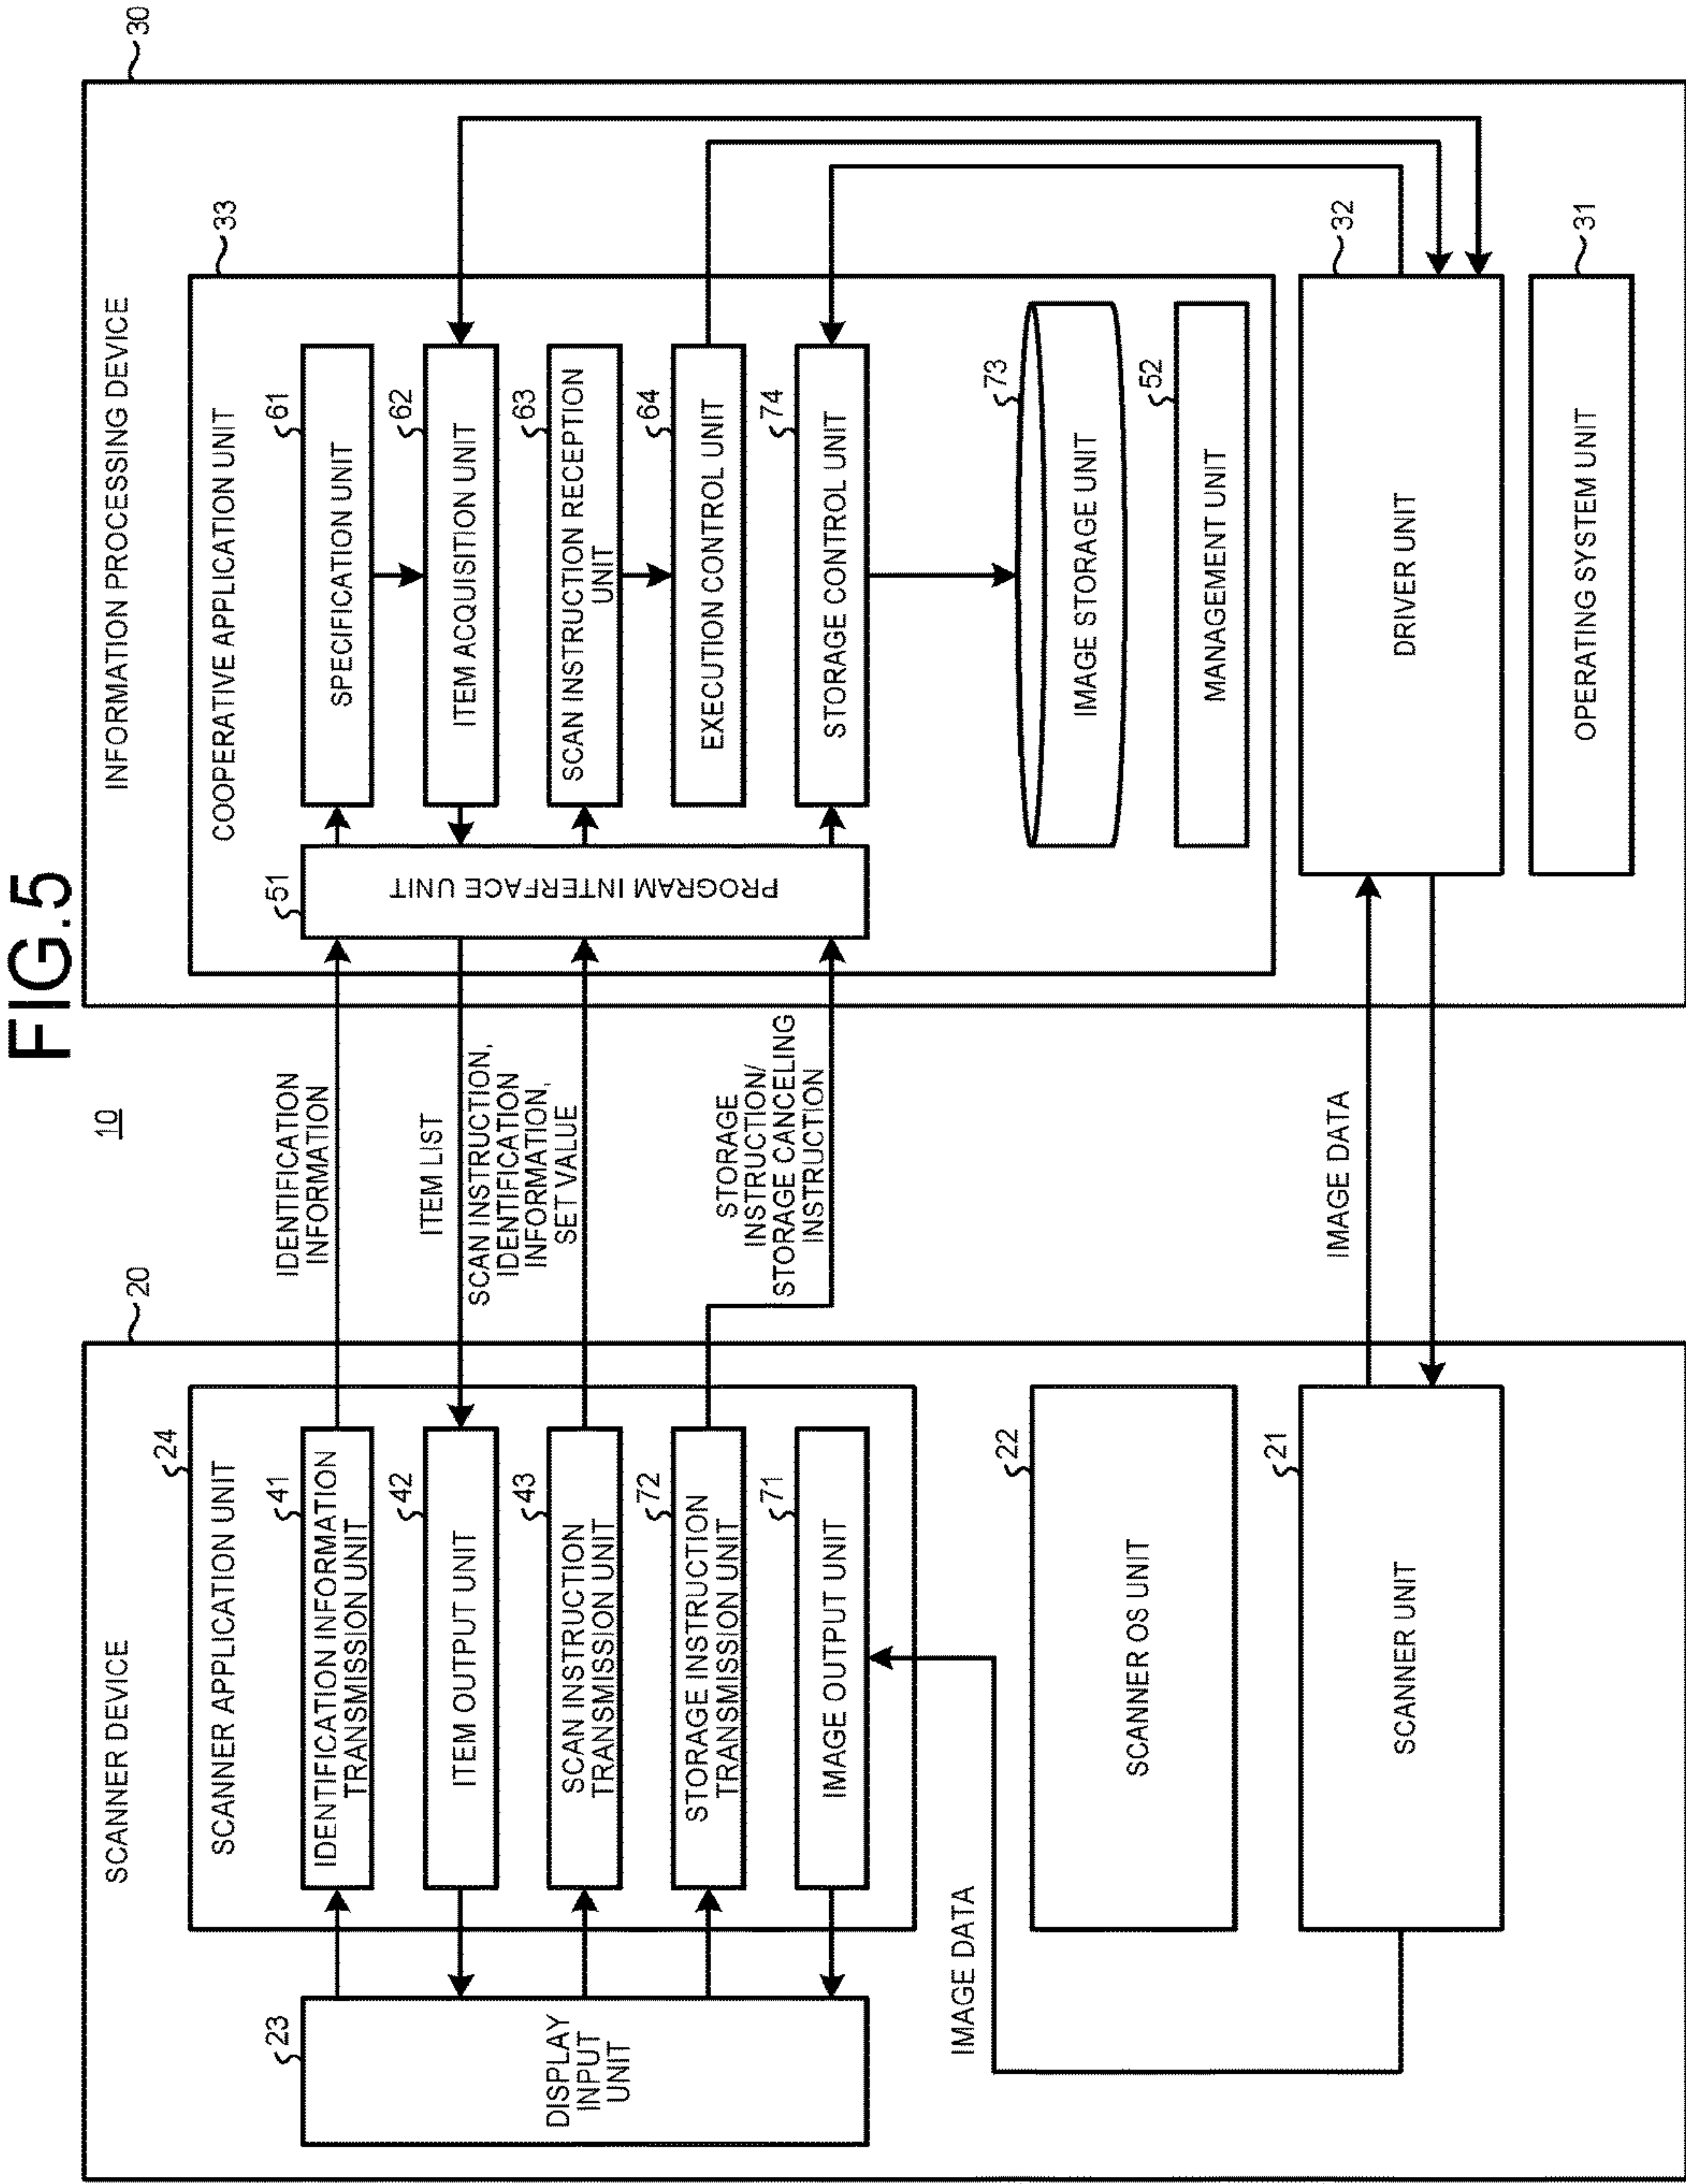 FIG.5
10
SCANNER DEVICE
20
DISPLAY
INPUT
UNIT
23
SCANNER APPLICATION UNIT
24
IDENTIFICATION INFORMATION
TRANSMISSION UNIT
41
ITEM OUTPUT UNIT
42
SCAN INSTRUCTION
TRANSMISSION UNIT
43
STORAGE INSTRUCTION
TRANSMISSION UNIT
72
IMAGE OUTPUT UNIT
71
IMAGE DATA
SCANNER OS UNIT
22
SCANNER UNIT
21
IDENTIFICATION
INFORMATION
ITEM LIST
SCAN INSTRUCTION,
IDENTIFICATION
INFORMATION,
SET VALUE
STORAGE
INSTRUCTION/
STORAGE CANCELING
INSTRUCTION
IMAGE DATA
INFORMATION PROCESSING DEVICE
30
COOPERATIVE APPLICATION UNIT
33
PROGRAM INTERFACE UNIT
51
SPECIFICATION UNIT
61
ITEM ACQUISITION UNIT
62
SCAN INSTRUCTION RECEPTION
UNIT
63
EXECUTION CONTROL UNIT
64
STORAGE CONTROL UNIT
74
IMAGE STORAGE UNIT
73
MANAGEMENT UNIT
52
DRIVER UNIT
32
OPERATING SYSTEM UNIT
31